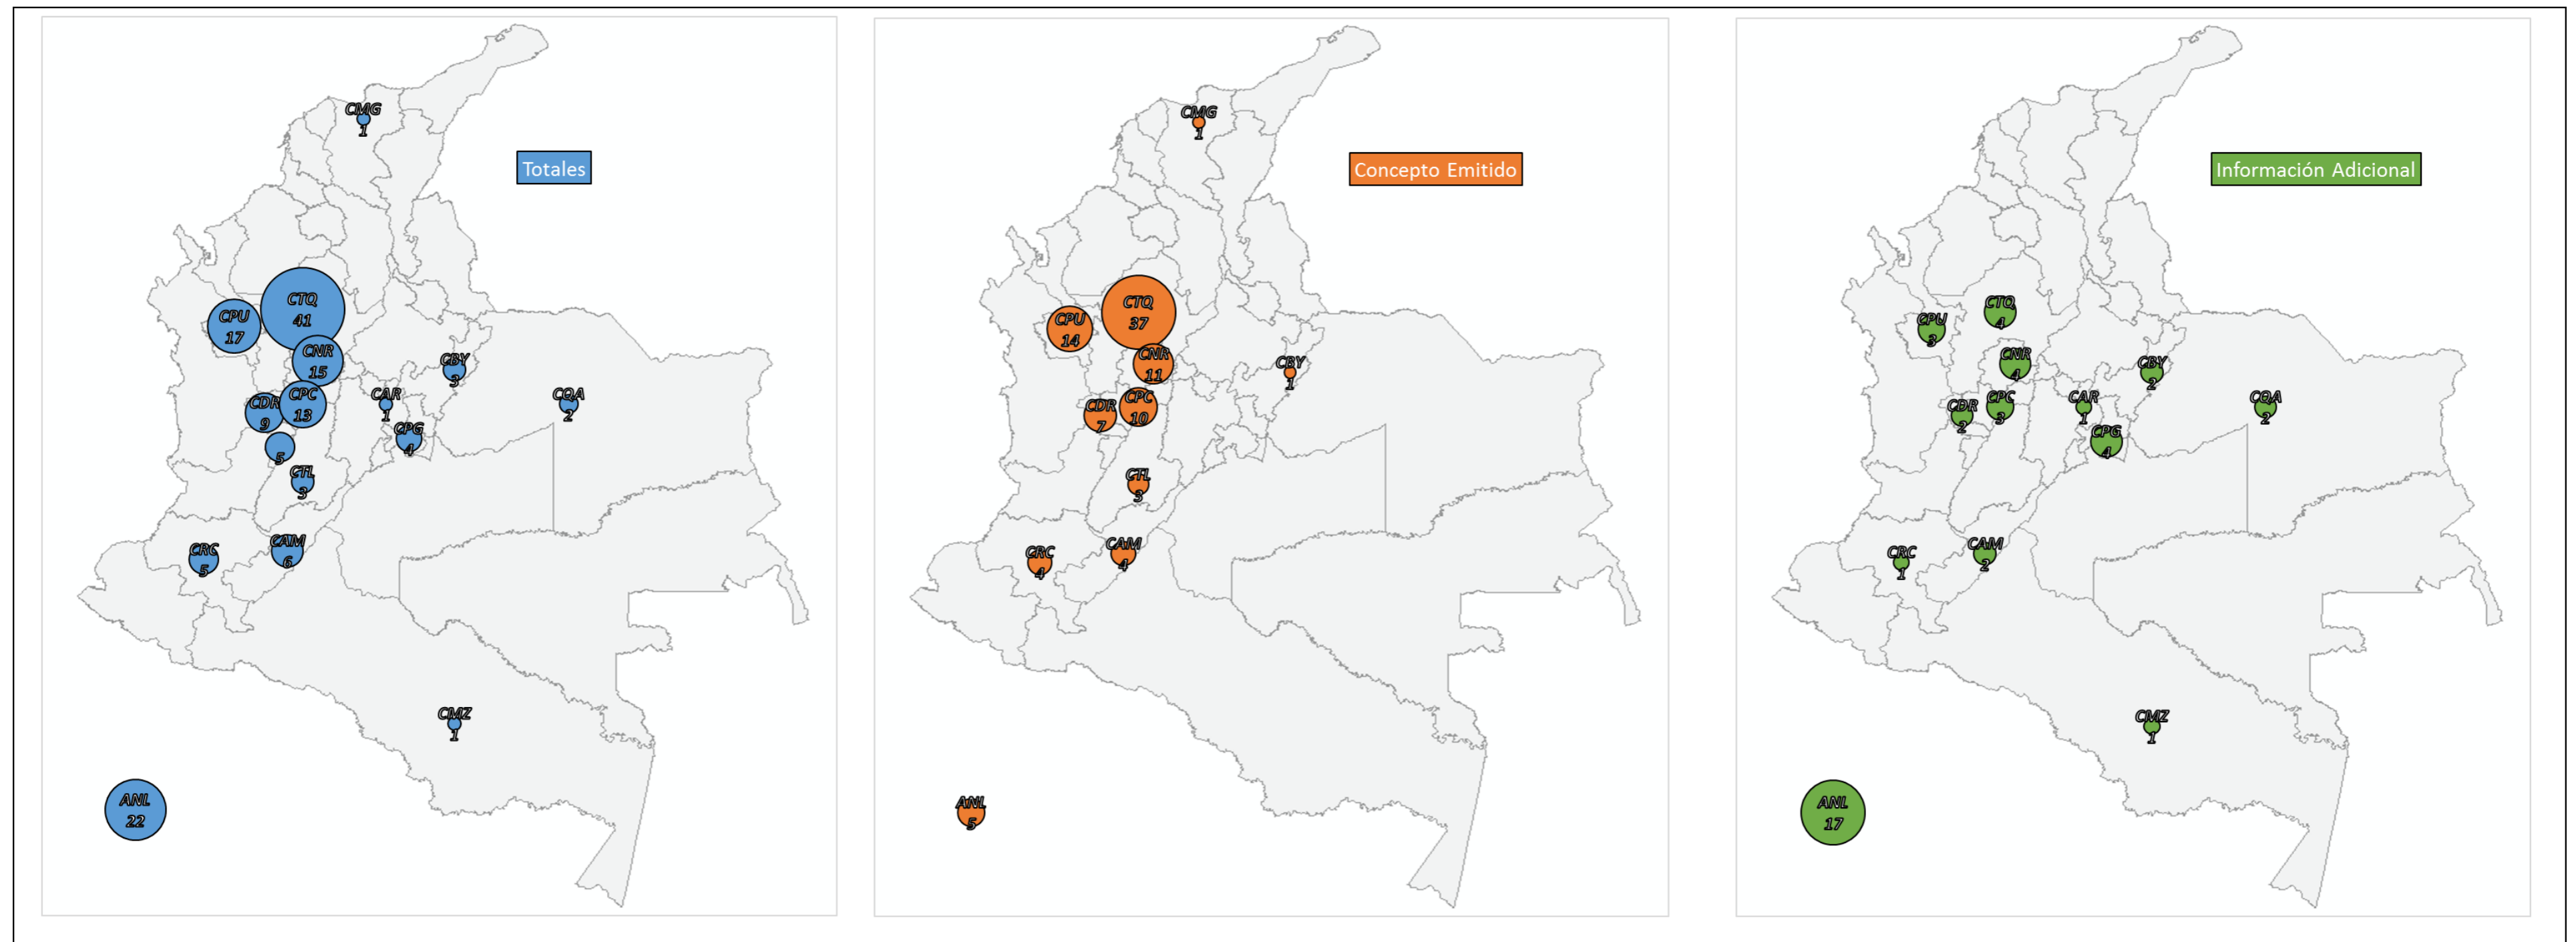 Totales
CMG
1
CTQ
41
CPU
17
CNR
15
CBY
3
CPC
13
CDR
9
CAR
1
CQA
2
CPG
4
5
CTL
3
CRC
5
CAM
6
CMZ
1
ANL
22
Concepto Emitido
CMG
1
CTQ
37
CPU
14
CNR
11
CBY
1
CPC
10
CDR
7
CTL
3
CRC
4
CAM
4
ANL
5
Información Adicional
CTQ
4
CPU
3
CNR
4
CBY
2
CPC
3
CDR
2
CAR
1
CQA
2
CPG
4
CRC
1
CAM
2
CMZ
1
ANL
17